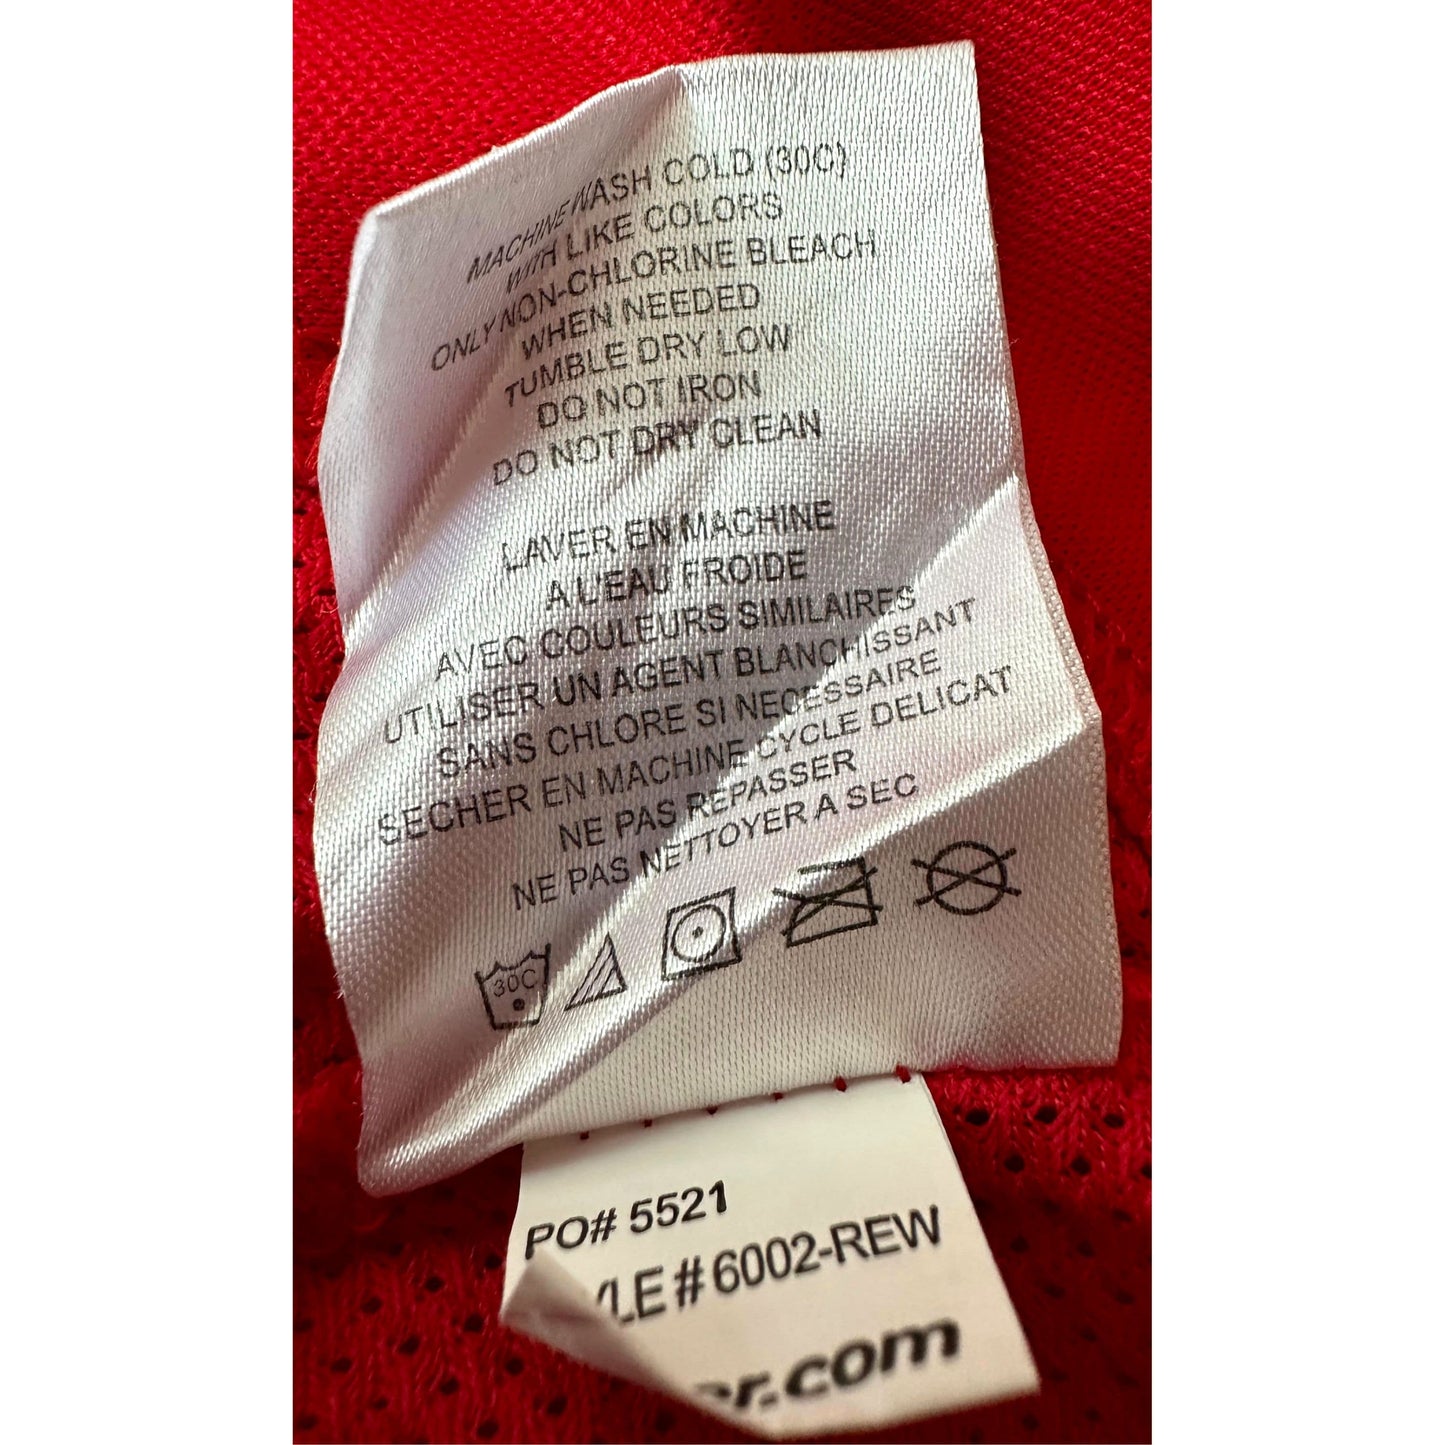 MACHINE WASH COLD (30C)
WITH LIKE COLORS
ONLY NON-CHLORINE BLEACH
WHEN NEEDED
TUMBLE DRY LOW
DO NOT IRON
DO NOT DRY CLEAN
LAVER EN MACHINE
A L'EAU FROIDE
AVEC COULEURS SIMILAIRES
UTILISER UN AGENT BLANCHISSANT
SANS CHLORE SI NECESSAIRE
SECHER EN MACHINE CYCLE DELICAT
NE PAS REPASSER
NE PAS NETTOYER A SEC
30C
PO# 5521
YLE # 6002-REW
er.com